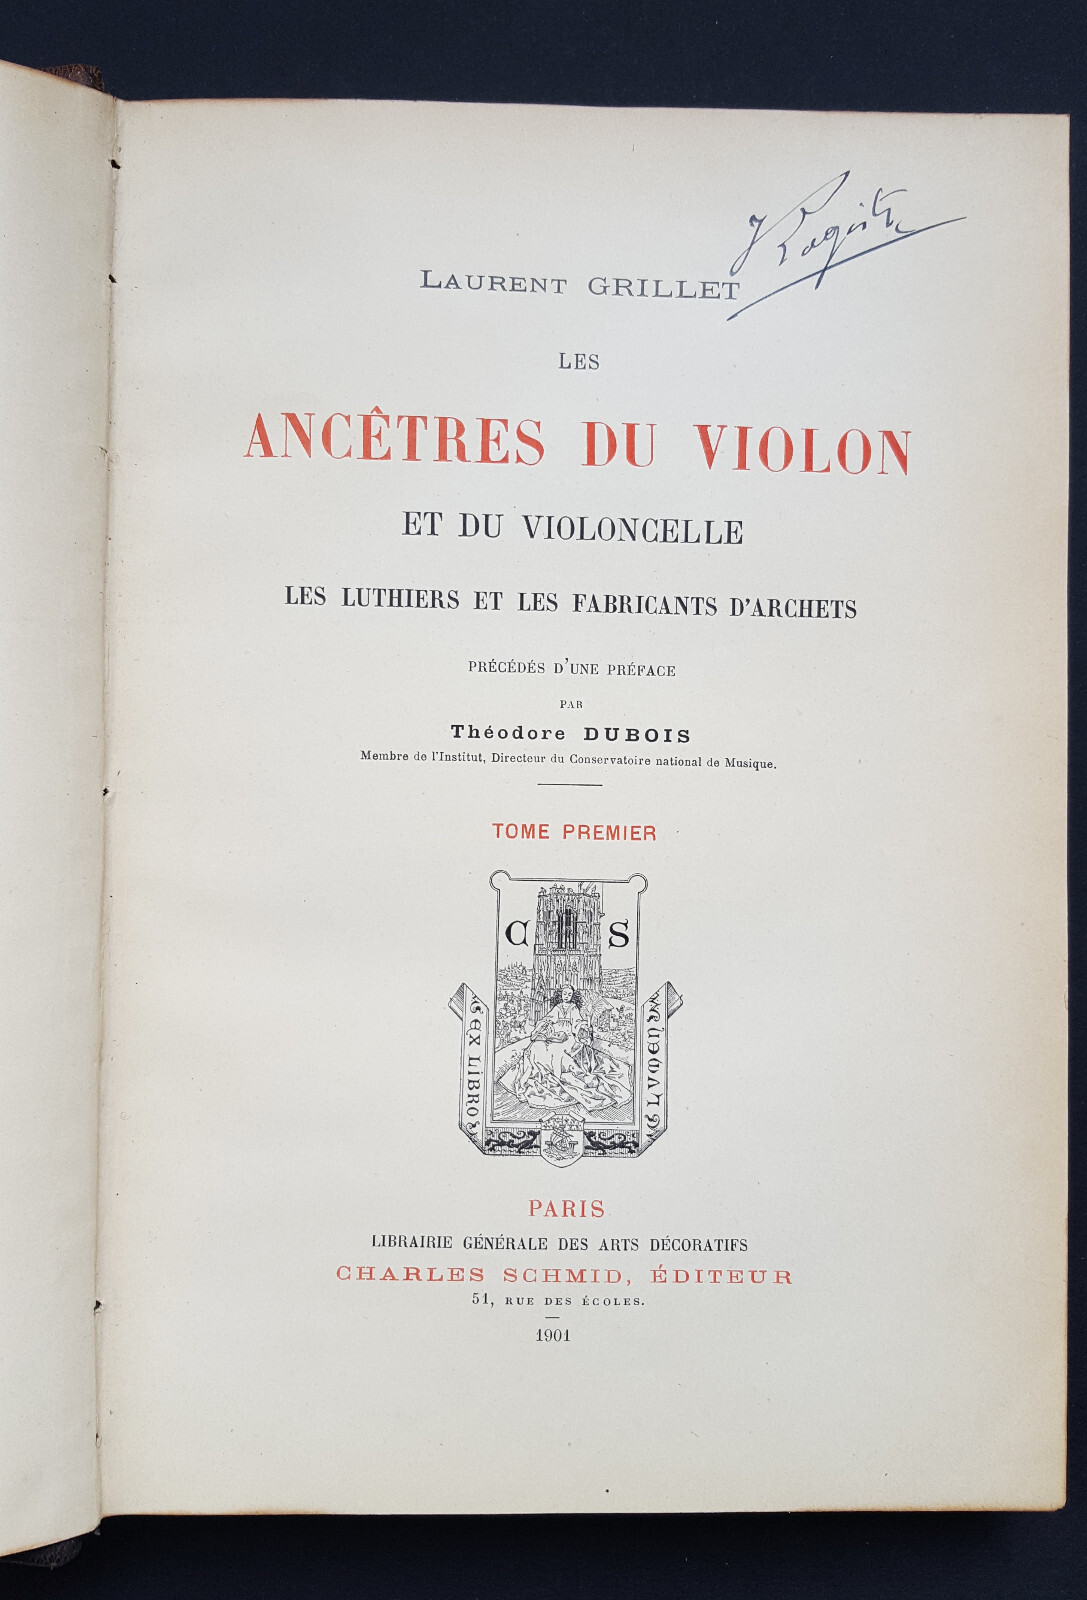 LAURENT GRILLET
LES
ANCÊTRES DU VIOLON
ET DU VIOLONCELLE
LES LUTHIERS ET LES FABRICANTS D'ARCHETS
PRÉCÉDÉS D'UNE PRÉFACE
PAR
Théodore DUBOIS
Membre de l'Institut, Directeur du Conservatoire national de Musique.
TOME PREMIER
C S
EX LIBRO
LVMEN
PARIS
LIBRAIRIE GÉNÉRALE DES ARTS DÉCORATIFS
CHARLES SCHMID, ÉDITEUR
51, RUE DES ÉCOLES.
1901